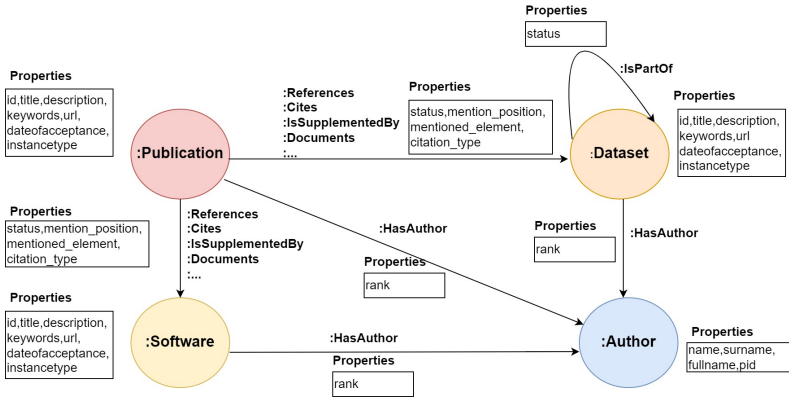 Properties
status
:IsPartOf
Properties
id,title,description,
keywords,url,
dateofacceptance,
instancetype
:References
:Cites
:IsSupplementedBy
:Documents
:...
Properties
status,mention_position,
mentioned_element,
citation_type
Properties
id,title,description,
keywords,url
dateofacceptance,
instancetype
:Publication
:Dataset
Properties
status,mention_position,
mentioned_element,
citation_type
:References
:Cites
:IsSupplementedBy
:Documents
:...
:HasAuthor
Properties
rank
Properties
rank
:HasAuthor
Properties
id,title,description,
keywords,url,
dateofacceptance,
instancetype
:Software
:HasAuthor
Properties
rank
:Author
Properties
name,surname,
fullname,pid